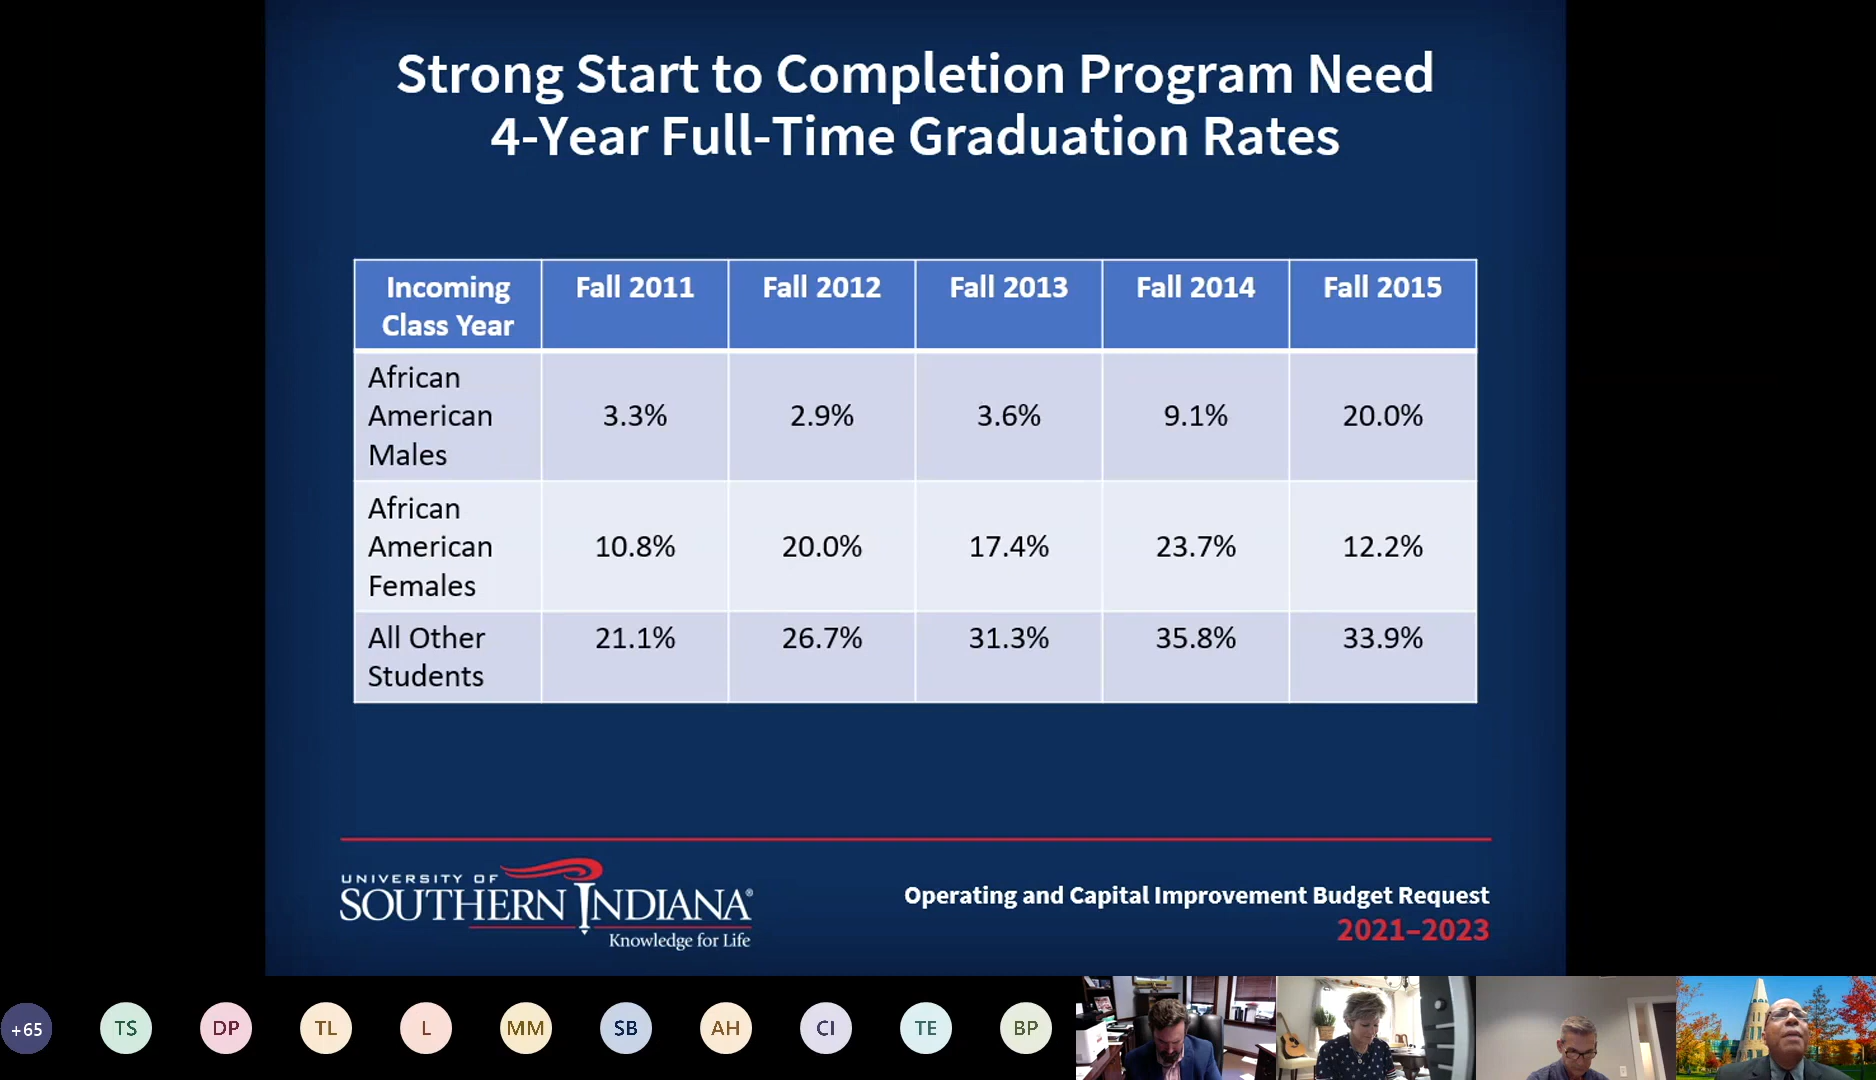 Strong Start to Completion Program Need
4-Year Full-Time Graduation Rates
Incoming Class Year Fall 2011 Fall 2012 Fall 2013 Fall 2014 Fall 2015
African American Males 3.3% 2.9% 3.6% 9.1% 20.0%
African American Females 10.8% 20.0% 17.4% 23.7% 12.2%
All Other Students 21.1% 26.7% 31.3% 35.8% 33.9%
UNIVERSITY OF
SOUTHERN INDIANA®
Knowledge for Life
Operating and Capital Improvement Budget Request
2021–2023
+65 TS DP TL L MM SB AH CI TE BP